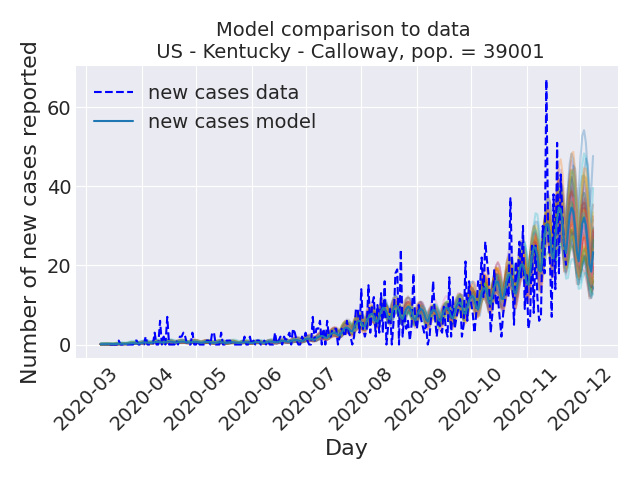 Model comparison to data
US - Kentucky - Calloway, pop. = 39001
new cases data
new cases model
Number of new cases reported
60
40
20
0
2020-03
2020-04
2020-05
2020-06
2020-07
2020-08
2020-09
2020-10
2020-11
2020-12
Day